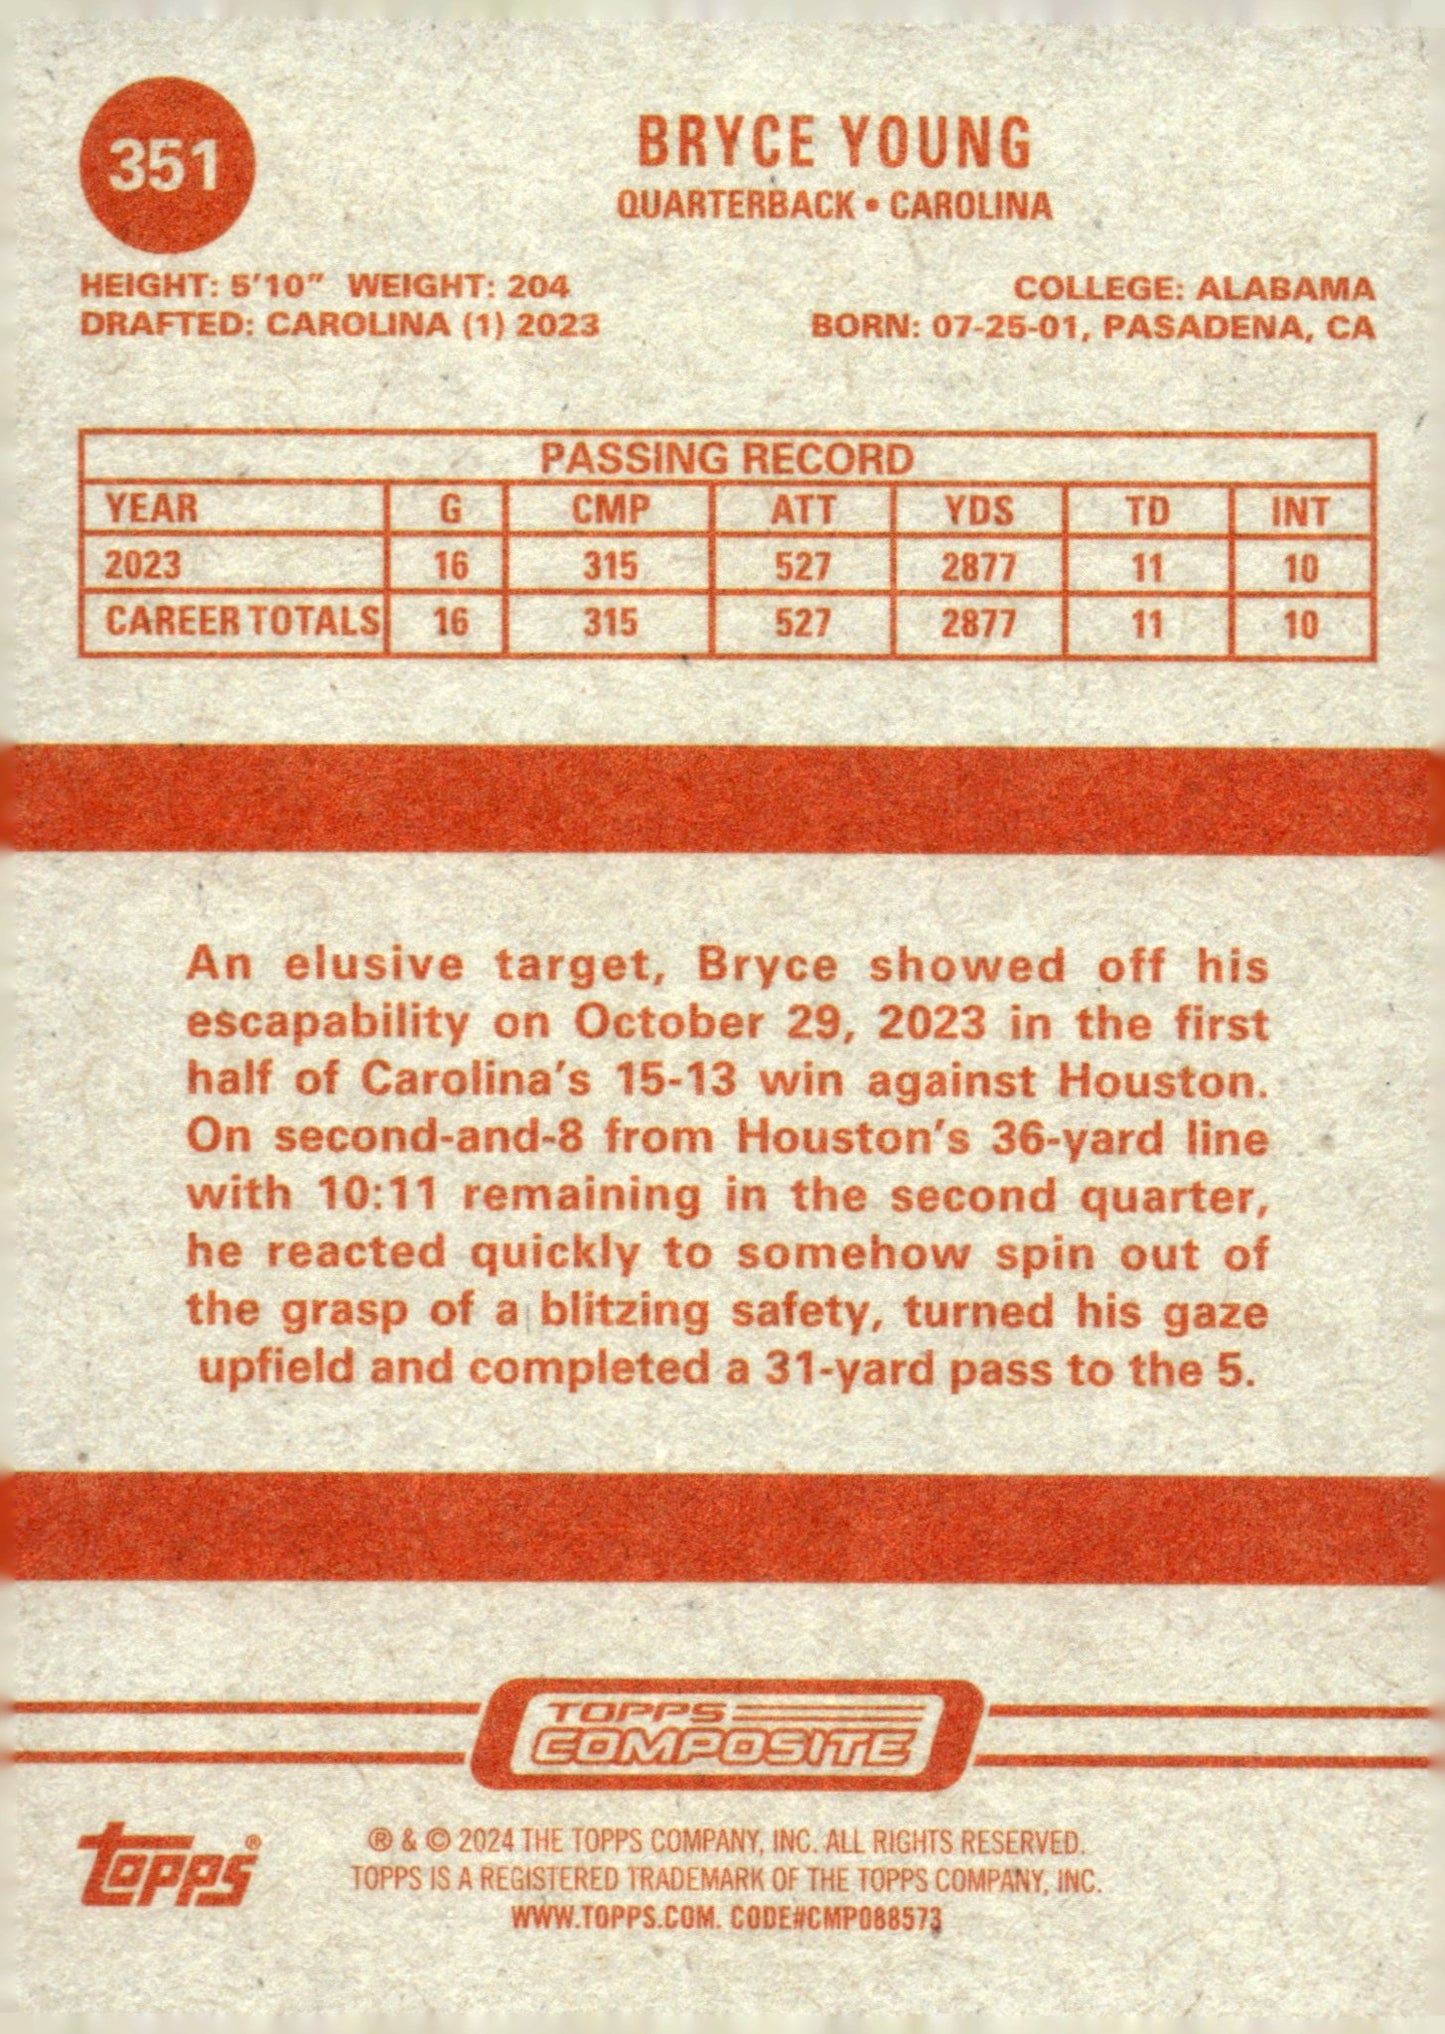 351
BRYCE YOUNG
QUARTERBACK • CAROLINA
HEIGHT: 5'10" WEIGHT: 204
DRAFTED: CAROLINA (1) 2023
COLLEGE: ALABAMA
BORN: 07-25-01, PASADENA, CA
PASSING RECORD
YEAR G CMP ATT YDS TD INT
2023 16 315 527 2877 11 10
CAREER TOTALS 16 315 527 2877 11 10
An elusive target, Bryce showed off his
escapability on October 29, 2023 in the first
half of Carolina's 15-13 win against Houston.
On second-and-8 from Houston's 36-yard line
with 10:11 remaining in the second quarter,
he reacted quickly to somehow spin out of
the grasp of a blitzing safety, turned his gaze
upfield and completed a 31-yard pass to the 5.
TOPPS
COMPOSITE
topps®
® & © 2024 THE TOPPS COMPANY, INC. ALL RIGHTS RESERVED.
TOPPS IS A REGISTERED TRADEMARK OF THE TOPPS COMPANY, INC.
WWW.TOPPS.COM. CODE#CMP088573